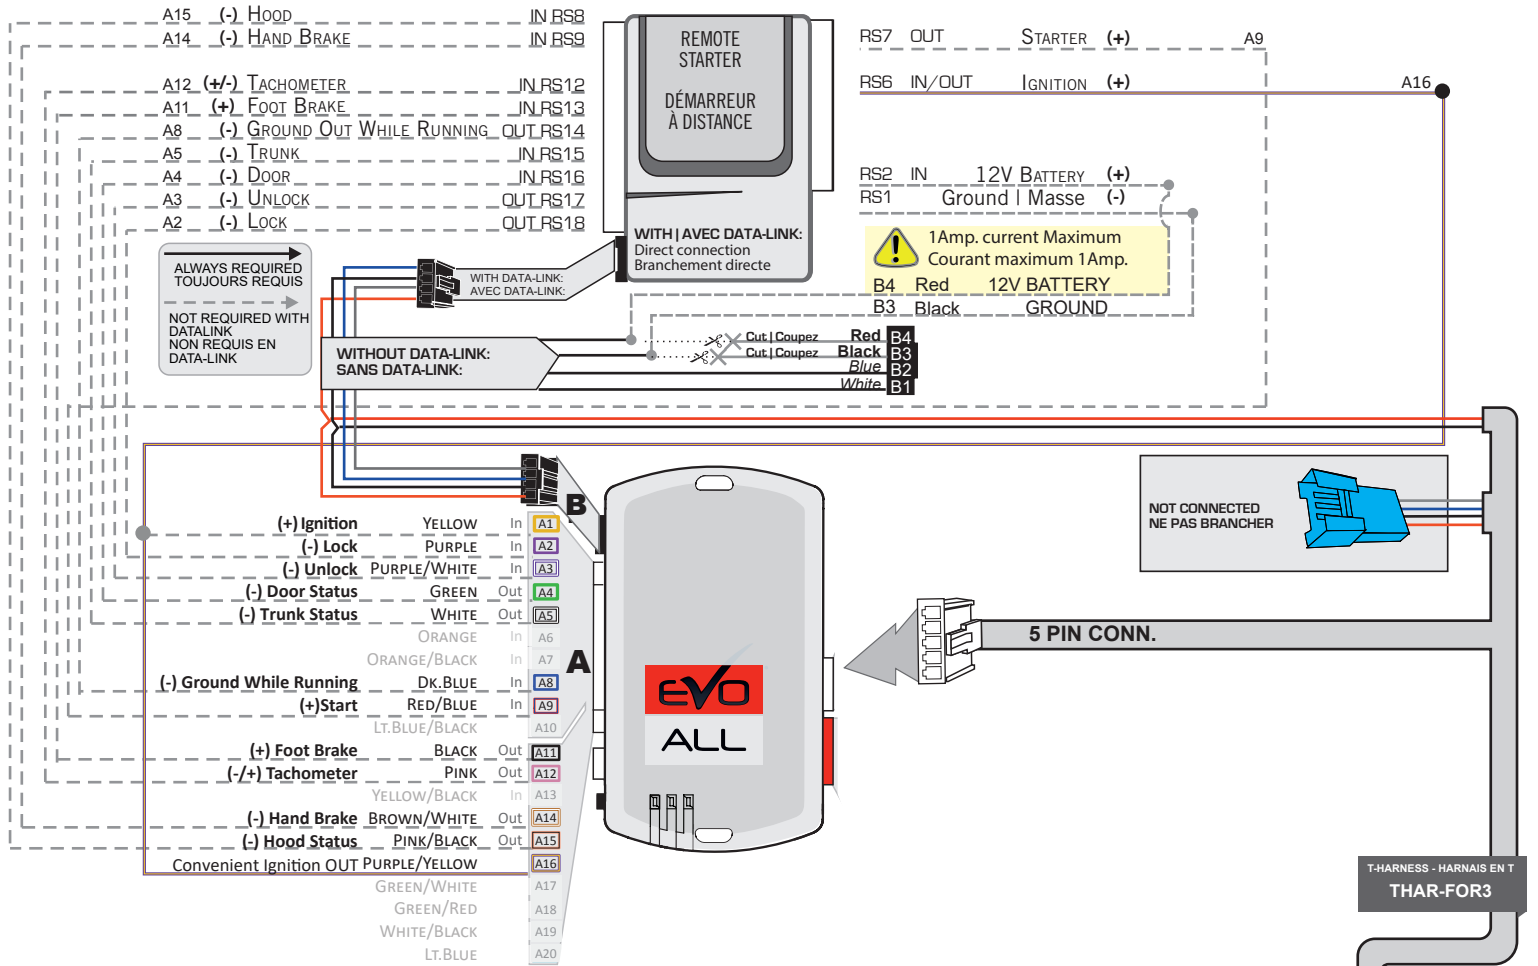 A15 (-) HOOD IN RS8
A14 (-) HAND BRAKE IN RS9
A12 (+/-) TACHOMETER IN RS12
A11 (+) FOOT BRAKE IN RS13
A8 (-) GROUND OUT WHILE RUNNING OUT RS14
A5 (-) TRUNK IN RS15
A4 (-) DOOR IN RS16
A3 (-) UNLOCK OUT RS17
A2 (-) LOCK OUT RS18
REMOTE
STARTER
DÉMARREUR
À DISTANCE
WITH | AVEC DATA-LINK:
Direct connection
Branchement directe
RS7 OUT STARTER (+) A9
RS6 IN/OUT IGNITION (+) A16
RS2 IN 12V BATTERY (+)
RS1 Ground | Masse (-)
1Amp. current Maximum
Courant maximum 1Amp.
B4 Red 12V BATTERY
B3 Black GROUND
ALWAYS REQUIRED
TOUJOURS REQUIS
NOT REQUIRED WITH
DATALINK
NON REQUIS EN
DATA-LINK
WITH DATA-LINK:
AVEC DATA-LINK:
WITHOUT DATA-LINK:
SANS DATA-LINK:
Cut | Coupez Red B4
Cut | Coupez Black B3
Blue B2
White B1
NOT CONNECTED
NE PAS BRANCHER
B
A
(+) Ignition YELLOW In A1
(-) Lock PURPLE In A2
(-) Unlock PURPLE/WHITE In A3
(-) Door Status GREEN Out A4
(-) Trunk Status WHITE Out A5
ORANGE In A6
ORANGE/BLACK In A7
(-) Ground While Running DK.BLUE In A8
(+)Start RED/BLUE In A9
LT.BLUE/BLACK A10
(+) Foot Brake BLACK Out A11
(-/+) Tachometer PINK Out A12
YELLOW/BLACK In A13
(-) Hand Brake BROWN/WHITE Out A14
(-) Hood Status PINK/BLACK Out A15
Convenient Ignition OUT PURPLE/YELLOW A16
GREEN/WHITE A17
GREEN/RED A18
WHITE/BLACK A19
LT.BLUE A20
EVO
ALL
5 PIN CONN.
T-HARNESS - HARNAIS EN T
THAR-FOR3